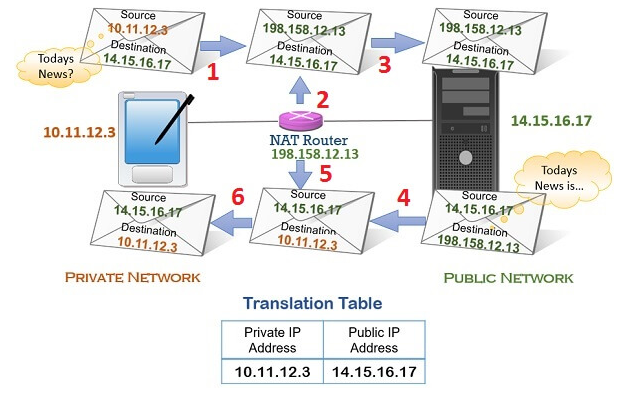 Source
10.11.12.3
Destination
14.15.16.17
Todays
News?
1
Source
198.158.12.13
Destination
14.15.16.17
3
Source
198.158.12.13
Destination
14.15.16.17
2
10.11.12.3
NAT Router
198.158.12.13
14.15.16.17
5
Todays
News is...
6
4
Source
14.15.16.17
Destination
10.11.12.3
Source
14.15.16.17
Destination
10.11.12.3
Source
14.15.16.17
Destination
198.158.12.13
PRIVATE NETWORK
PUBLIC NETWORK
Translation Table
Private IP
Address
Public IP
Address
10.11.12.3
14.15.16.17